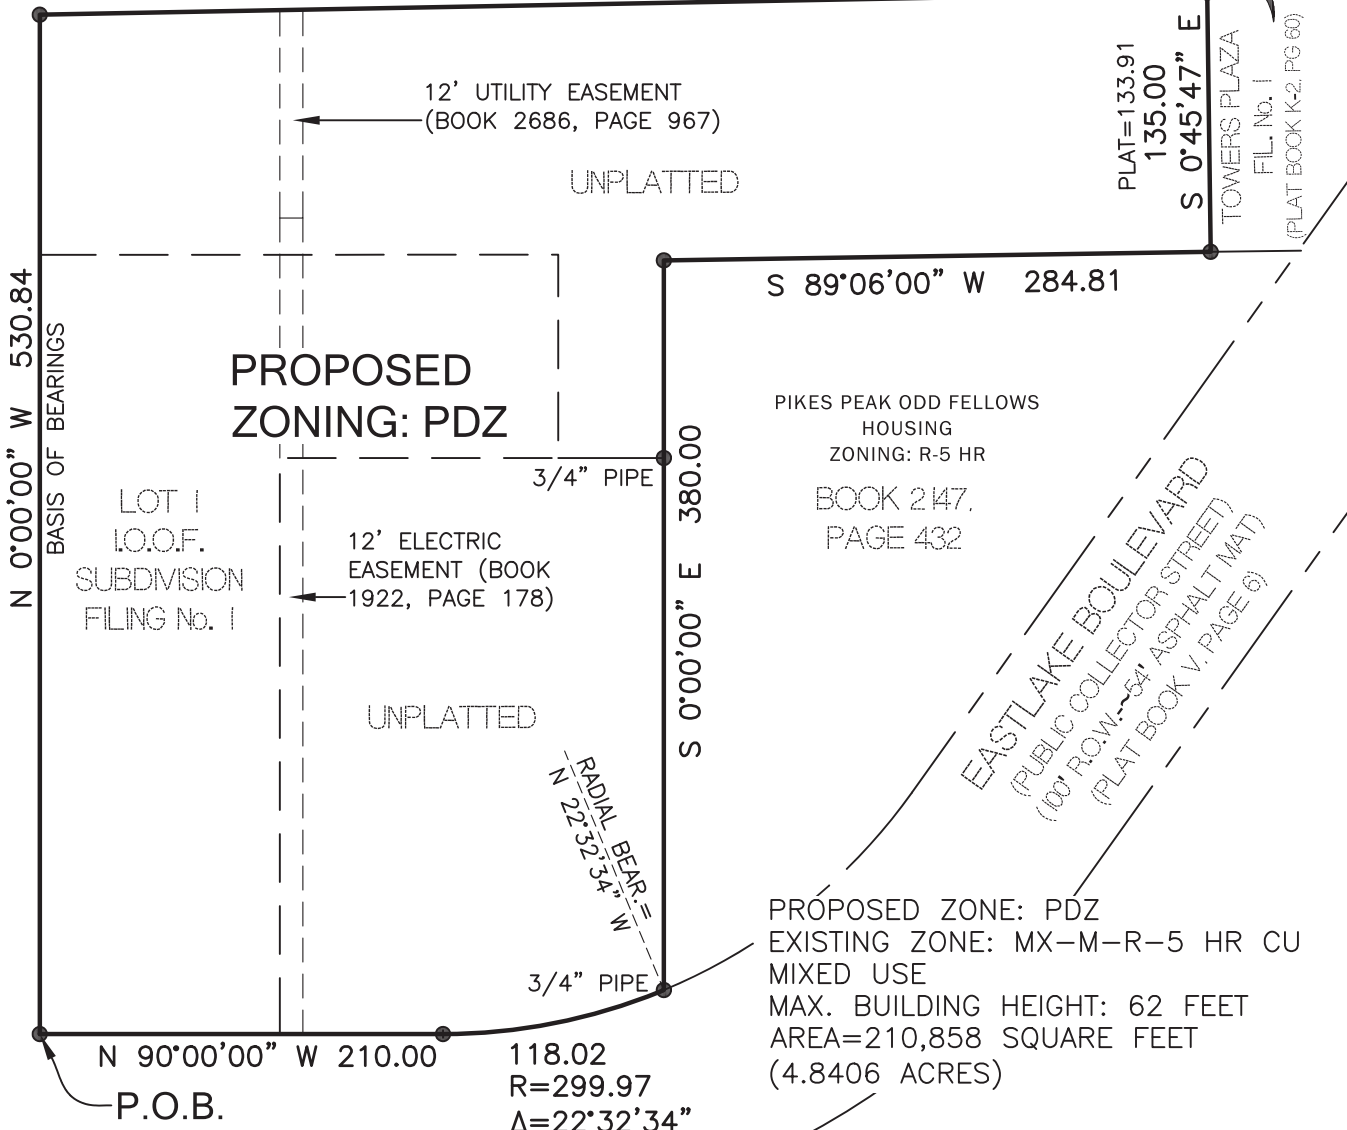 12' UTILITY EASEMENT
(BOOK 2686, PAGE 967)
UNPLATTED
PLAT=133.91
135.00
S 0°45'47" E
TOWERS PLAZA
FIL. No. 1
(PLAT BOOK K-2, PG 60)
S 89°06'00" W 284.81
N 0°00'00" W 530.84
BASIS OF BEARINGS
PROPOSED
ZONING: PDZ
3/4" PIPE
LOT 1
I.O.O.F.
SUBDIVISION
FILING No. 1
12' ELECTRIC
EASEMENT (BOOK
1922, PAGE 178)
S 0°00'00" E 380.00
PIKES PEAK ODD FELLOWS
HOUSING
ZONING: R-5 HR
BOOK 2147,
PAGE 432
EASTLAKE BOULEVARD
(PUBLIC COLLECTOR STREET)
(100' R.O.W.~54' ASPHALT MAT)
(PLAT BOOK V, PAGE 6)
UNPLATTED
RADIAL BEAR.=
N 22°32'34" W
3/4" PIPE
N 90°00'00" W 210.00
P.O.B.
118.02
R=299.97
Δ=22°32'34"
PROPOSED ZONE: PDZ
EXISTING ZONE: MX-M-R-5 HR CU
MIXED USE
MAX. BUILDING HEIGHT: 62 FEET
AREA=210,858 SQUARE FEET
(4.8406 ACRES)